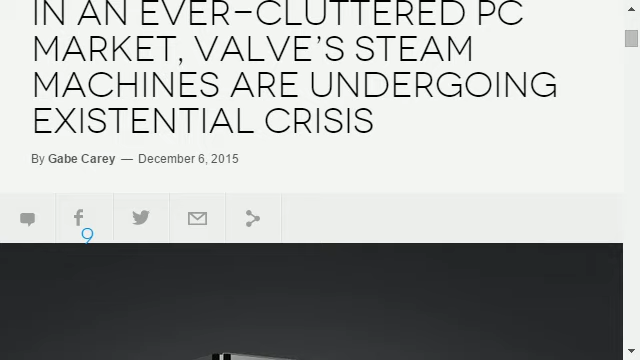 IN AN EVER-CLUTTERED PC
MARKET, VALVE'S STEAM
MACHINES ARE UNDERGOING
EXISTENTIAL CRISIS
By Gabe Carey — December 6, 2015
9